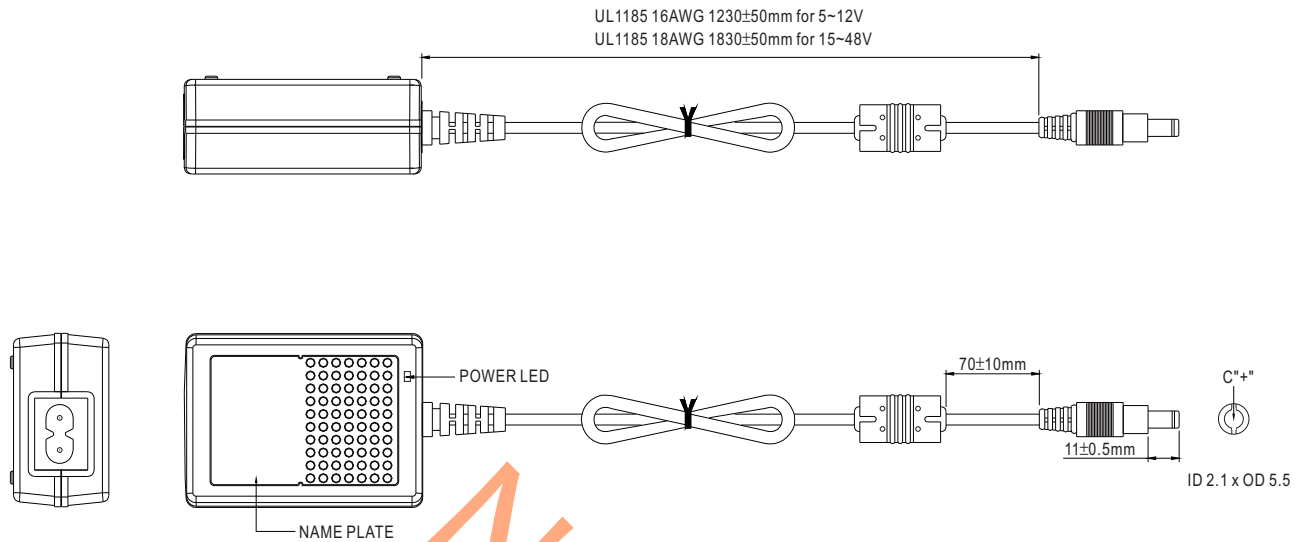 UL1185 16AWG 1230±50mm for 5~12V
UL1185 18AWG 1830±50mm for 15~48V
POWER LED
70±10mm
C"+"
11±0.5mm
ID 2.1 x OD 5.5
NAME PLATE